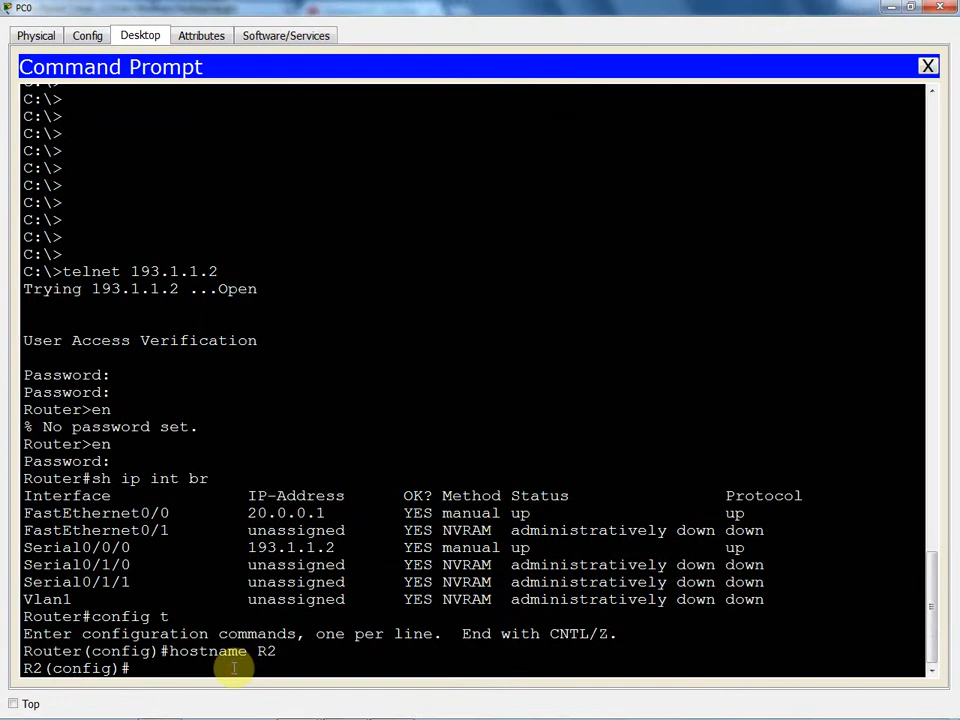 PC0
Physical Config Desktop Attributes Software/Services
Command Prompt X
C:\>
C:\>
C:\>
C:\>
C:\>
C:\>
C:\>
C:\>
C:\>
C:\>
C:\>telnet 193.1.1.2
Trying 193.1.1.2 ...Open
User Access Verification
Password:
Password:
Router>en
% No password set.
Router>en
Password:
Router#sh ip int br
Interface IP-Address OK? Method Status Protocol
FastEthernet0/0 20.0.0.1 YES manual up up
FastEthernet0/1 unassigned YES NVRAM administratively down down
Serial0/0/0 193.1.1.2 YES manual up up
Serial0/1/0 unassigned YES NVRAM administratively down down
Serial0/1/1 unassigned YES NVRAM administratively down down
Vlan1 unassigned YES NVRAM administratively down down
Router#config t
Enter configuration commands, one per line. End with CNTL/Z.
Router(config)#hostname R2
R2(config)#
Top